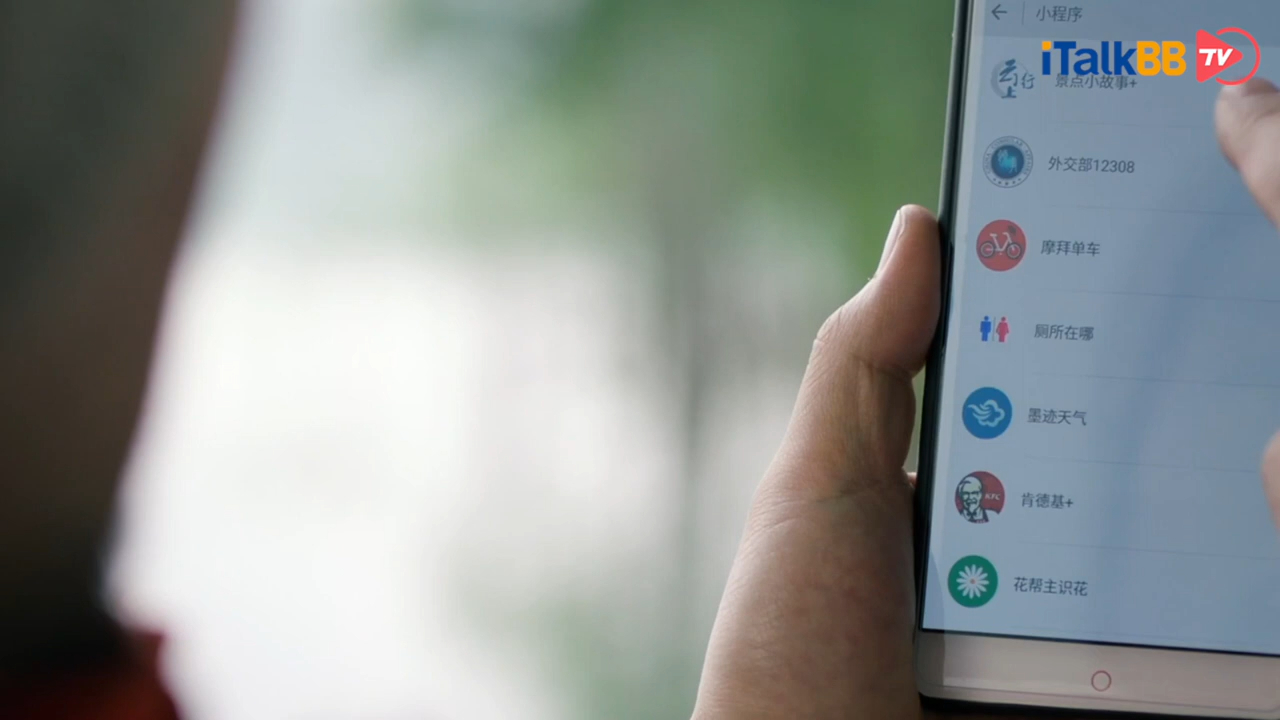 小程序
iTalkBB TV
景点小故事+
外交部12308
摩拜单车
厕所在哪
墨迹天气
肯德基+
KFC
花帮主识花